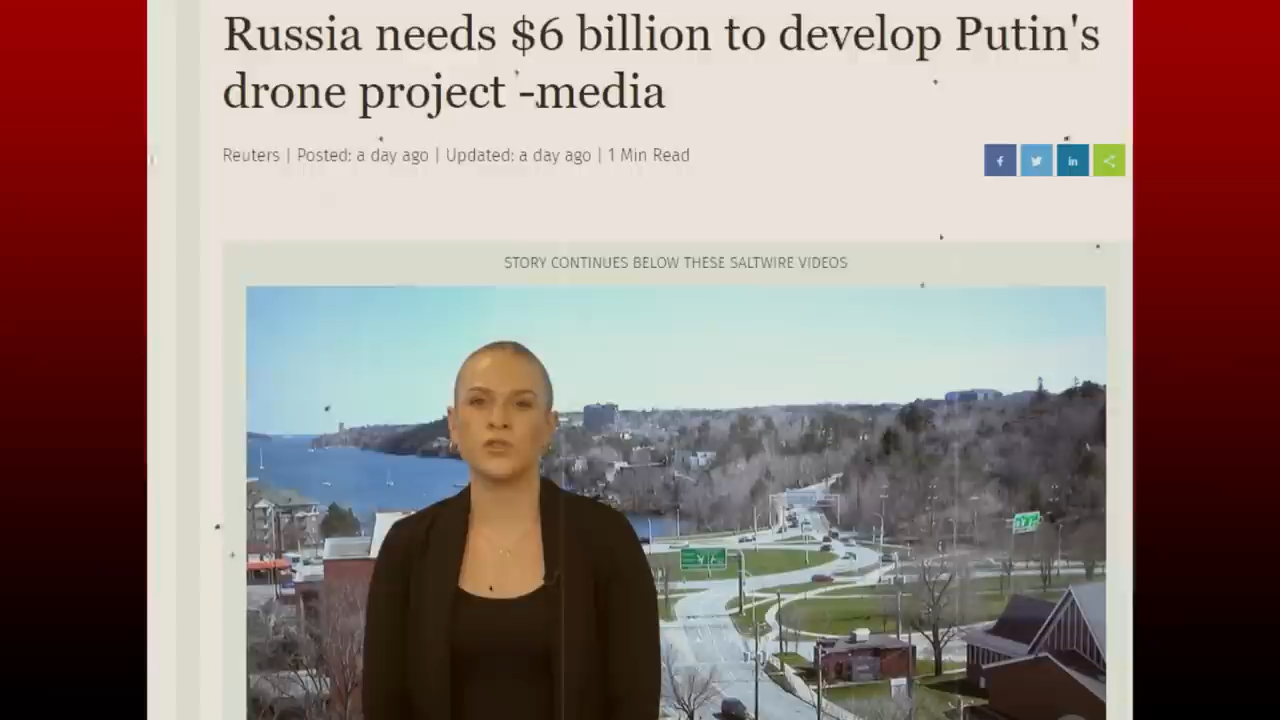 Russia needs $6 billion to develop Putin's
drone project -media
Reuters | Posted: a day ago | Updated: a day ago | 1 Min Read
f
in
STORY CONTINUES BELOW THESE SALTWIRE VIDEOS